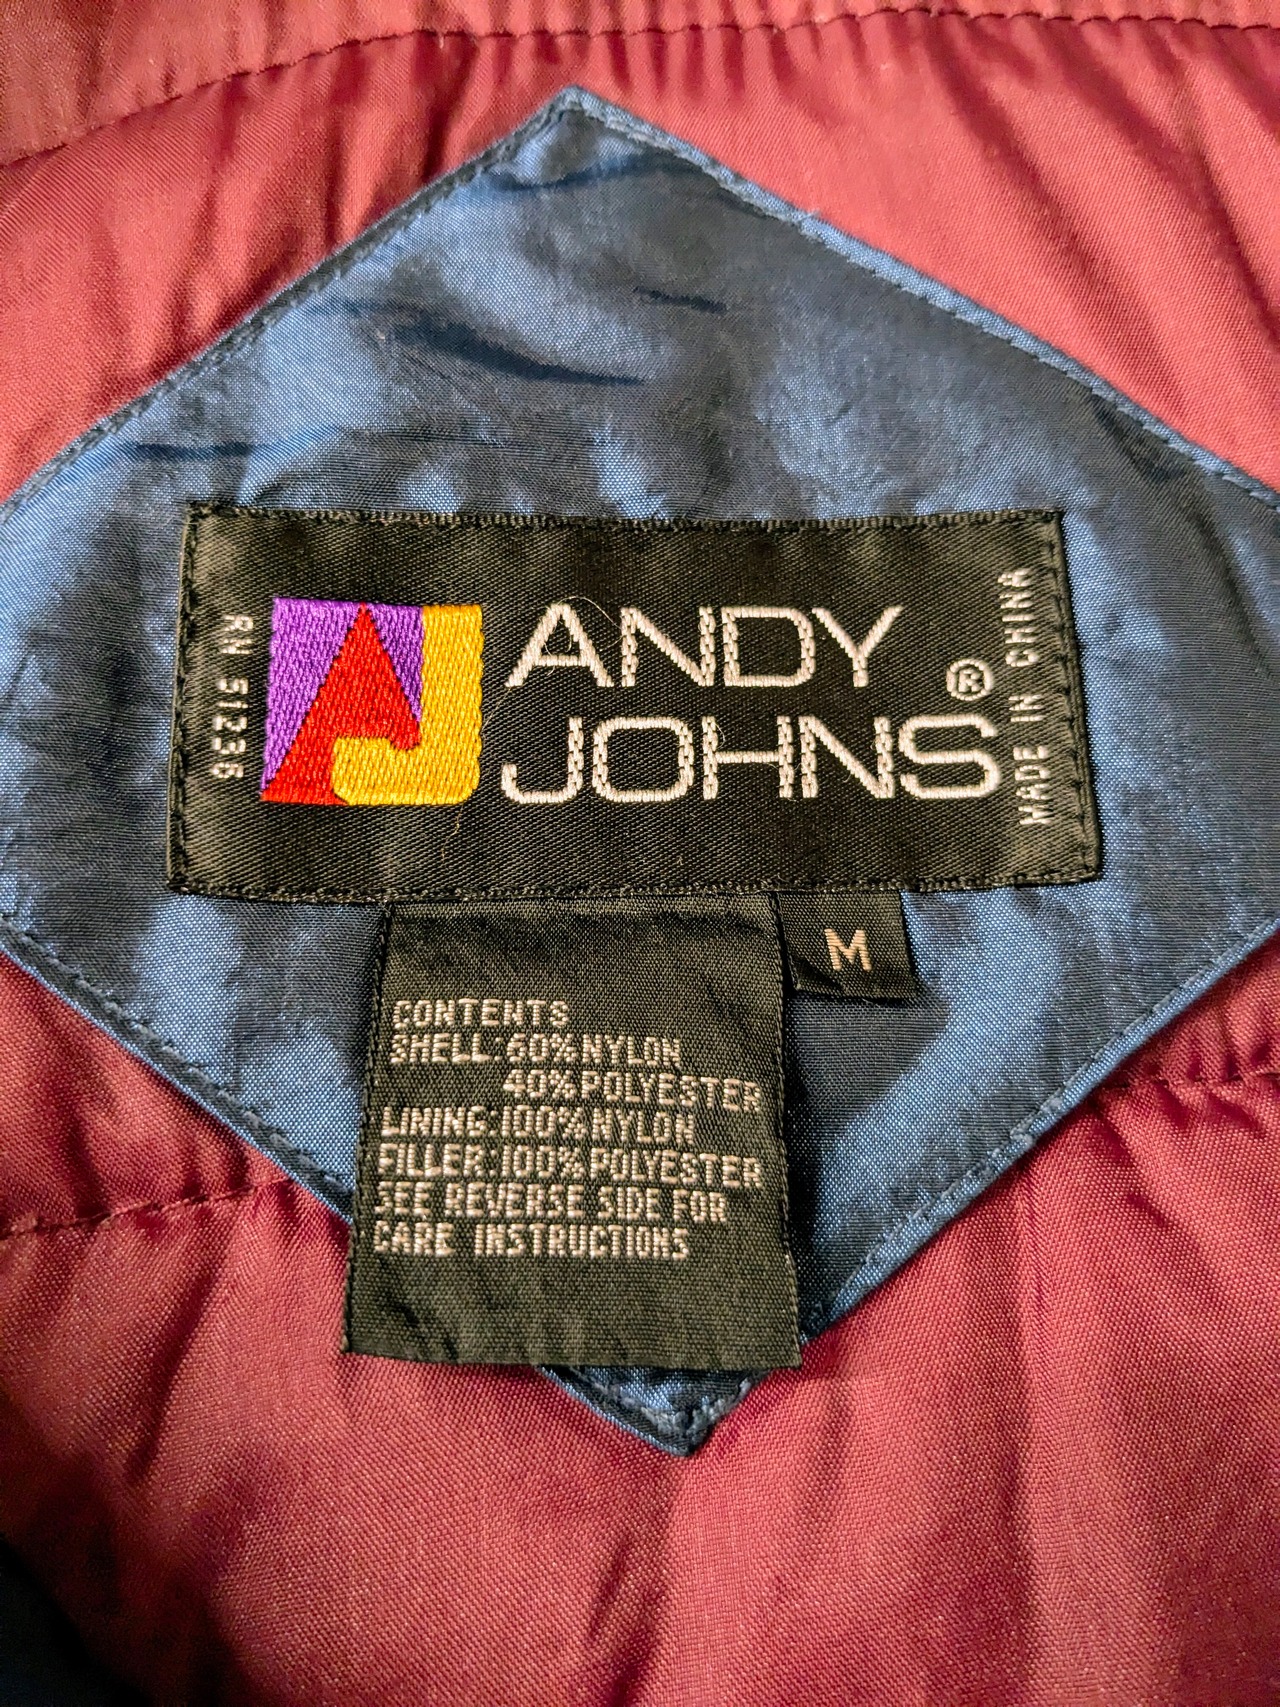 RN 51236
AJ
ANDY
JOHNS®
MADE IN CHINA
M
CONTENTS
SHELL 60% NYLON
40% POLYESTER
LINING: 100% NYLON
FILLER: 100% POLYESTER
SEE REVERSE SIDE FOR
CARE INSTRUCTIONS